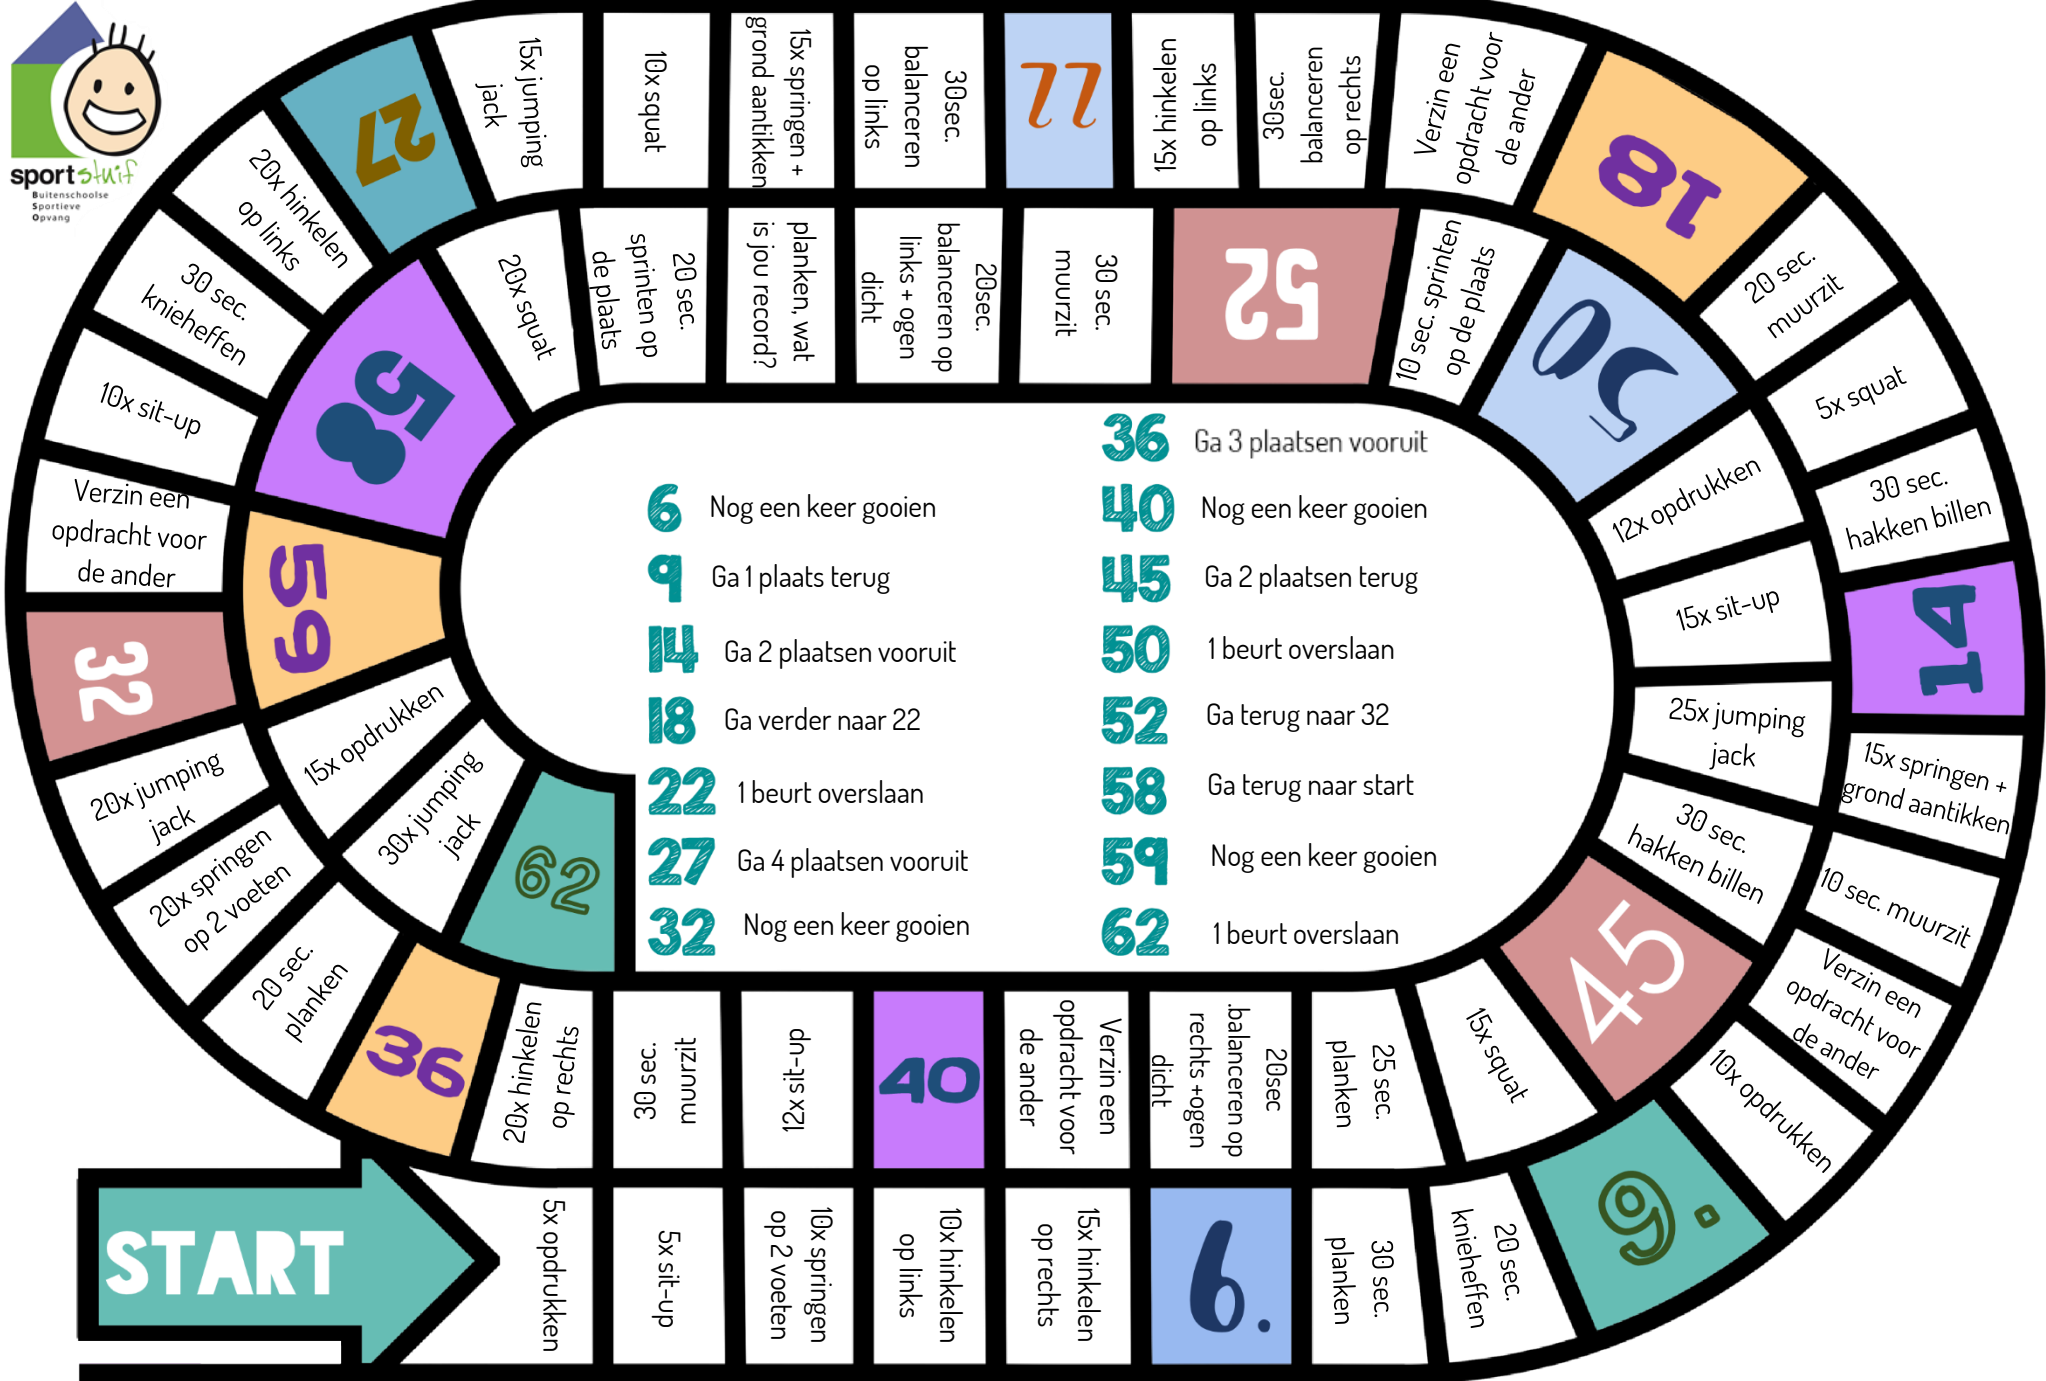 sportstuif
Buitenschoolse
Sportieve
Opvang
START
5x opdrukken
5x sit-up
10x springen
op 2 voeten
10x hinkelen
op links
15x hinkelen
op rechts
6.
30 sec.
planken
20 sec.
knieheffen
9.
10x opdrukken
Verzin een
opdracht voor
de ander
10 sec. muurzit
15x springen +
grond aantikken
14
30 sec.
hakken billen
5x squat
20 sec.
muurzit
18
Verzin een
opdracht voor
de ander
30sec.
balanceren
op rechts
15x hinkelen
op links
22
30sec.
balanceren
op links
15x springen +
grond aantikken
10x squat
15x jumping
jack
27
20x hinkelen
op links
30 sec.
knieheffen
10x sit-up
Verzin een
opdracht voor
de ander
32
20x jumping
jack
20x springen
op 2 voeten
20 sec.
planken
36
20x hinkelen
op rechts
30 sec.
muurzit
12x sit-up
40
Verzin een
opdracht voor
de ander
20sec
.balanceren op
rechts +ogen
dicht
25 sec.
planken
15x squat
45
30 sec.
hakken billen
25x jumping
jack
15x sit-up
12x opdrukken
50
10 sec. sprinten
op de plaats
52
30 sec.
muurzit
20sec.
balanceren op
links + ogen
dicht
planken, wat
is jou record?
20 sec.
sprinten op
de plaats
20x squat
58
59
15x opdrukken
30x jumping
jack
62
6 Nog een keer gooien
9 Ga 1 plaats terug
14 Ga 2 plaatsen vooruit
18 Ga verder naar 22
22 1 beurt overslaan
27 Ga 4 plaatsen vooruit
32 Nog een keer gooien
36 Ga 3 plaatsen vooruit
40 Nog een keer gooien
45 Ga 2 plaatsen terug
50 1 beurt overslaan
52 Ga terug naar 32
58 Ga terug naar start
59 Nog een keer gooien
62 1 beurt overslaan